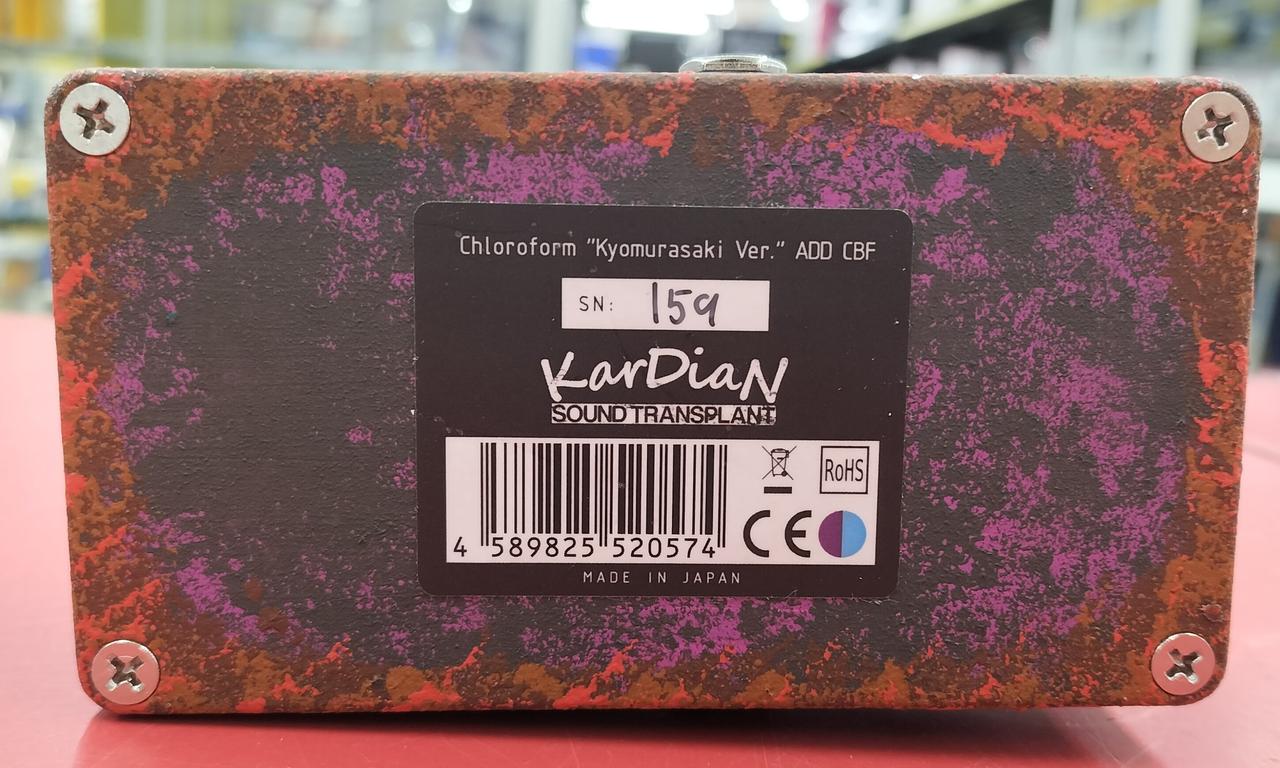 Chloroform "Kyomurasaki Ver." ADD CBF
SN: 159
KarDiaN
SOUND TRANSPLANT
RoHS
CE
4 589825 520574
MADE IN JAPAN